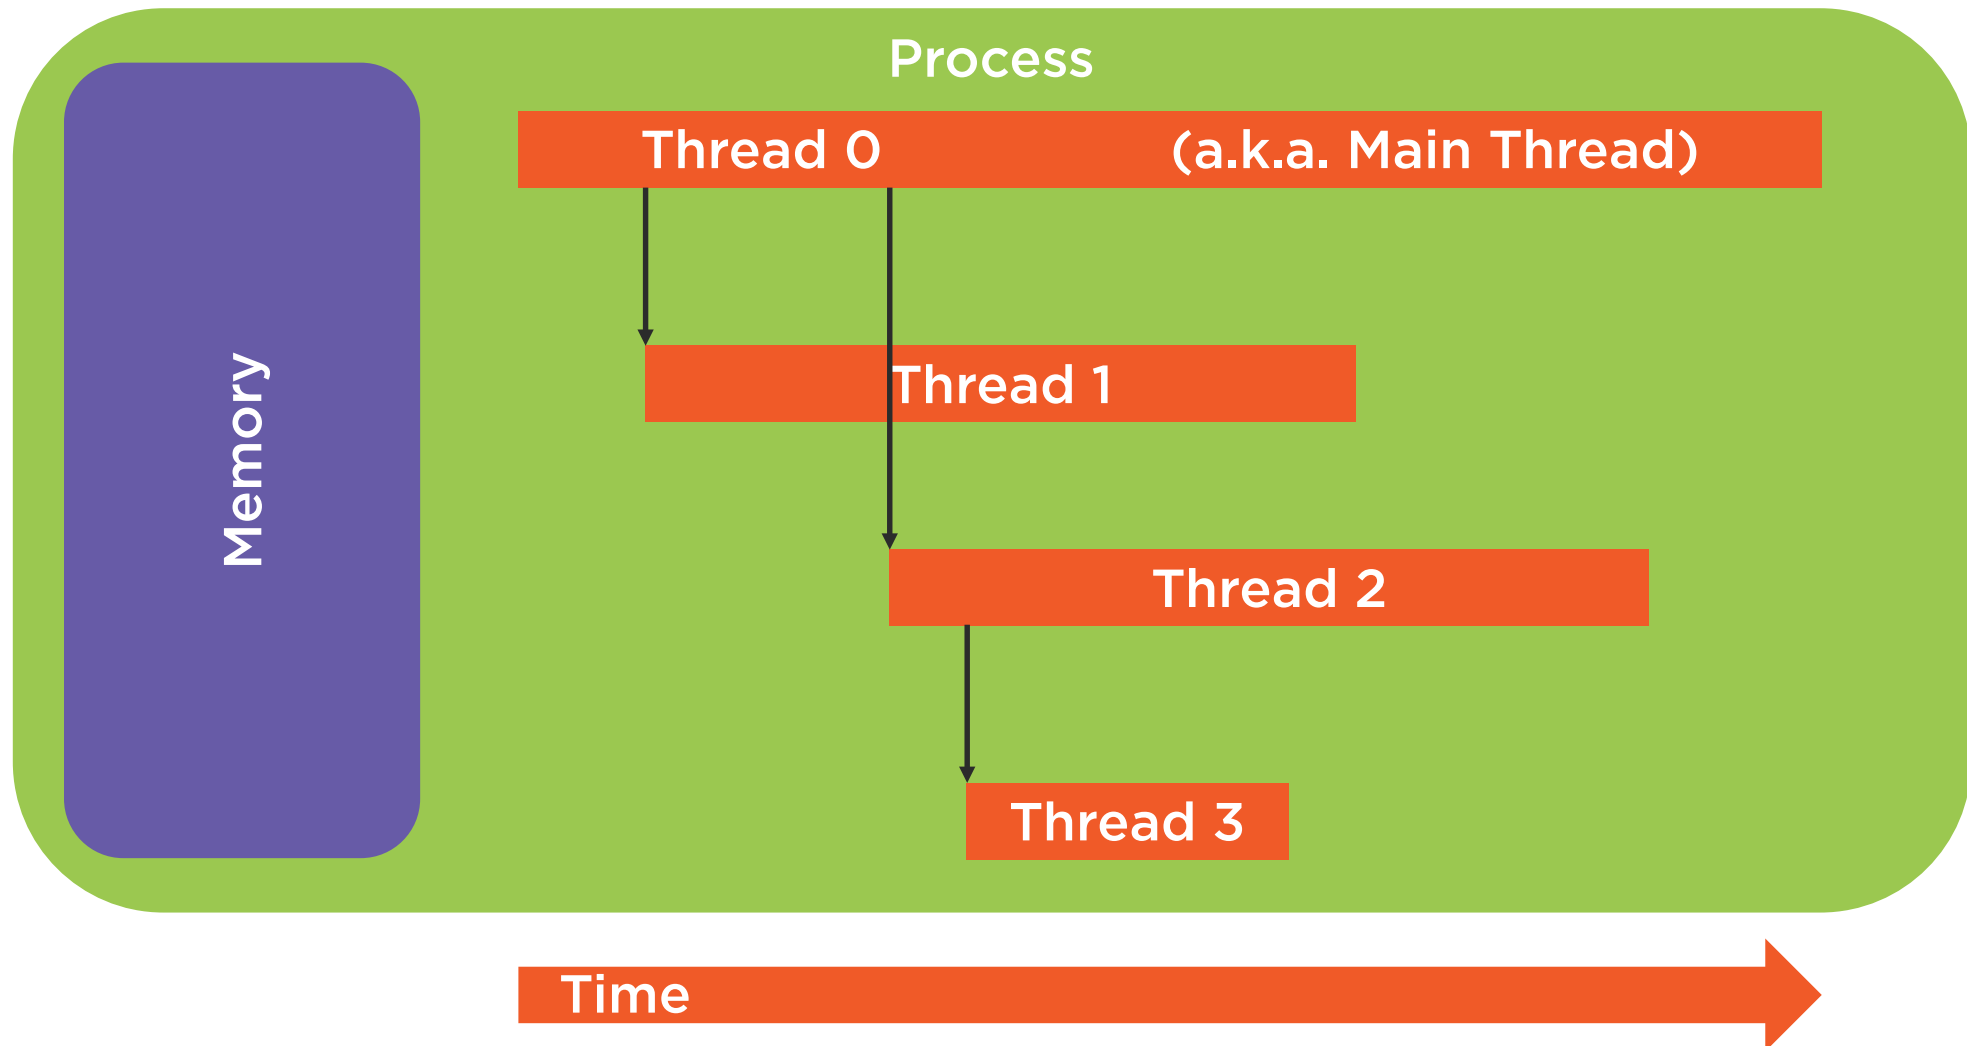 Process
Thread 0 (a.k.a. Main Thread)
Memory
Thread 1
Thread 2
Thread 3
Time